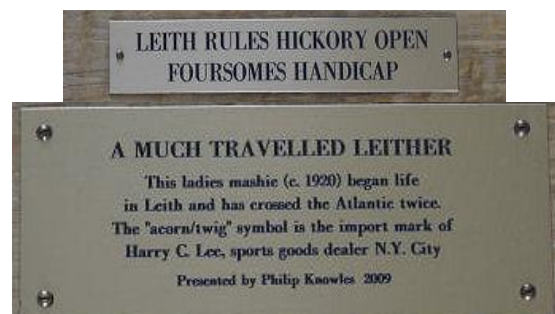 LEITH RULES HICKORY OPEN
FOURSOMES HANDICAP
A MUCH TRAVELLED LEITHER
This ladies mashie (c. 1920) began life
in Leith and has crossed the Atlantic twice.
The "acorn/twig" symbol is the import mark of
Harry C. Lee, sports goods dealer N.Y. City
Presented by Philip Knowles 2009